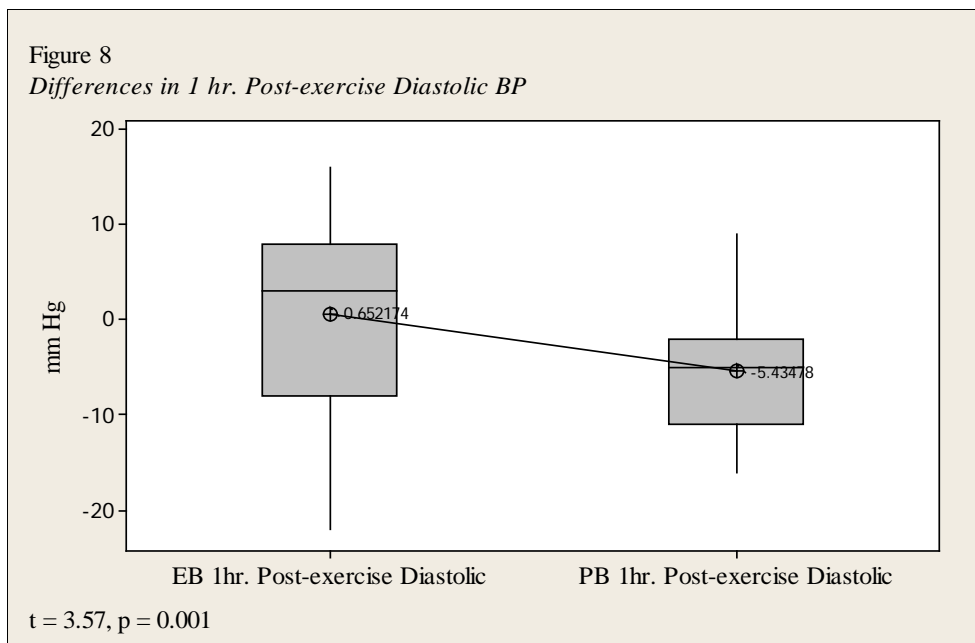 Figure 8
Differences in 1 hr. Post-exercise Diastolic BP
20
10
0
-10
-20
mm Hg
0.652174
-5.43478
EB 1hr. Post-exercise Diastolic
PB 1hr. Post-exercise Diastolic
t = 3.57, p = 0.001